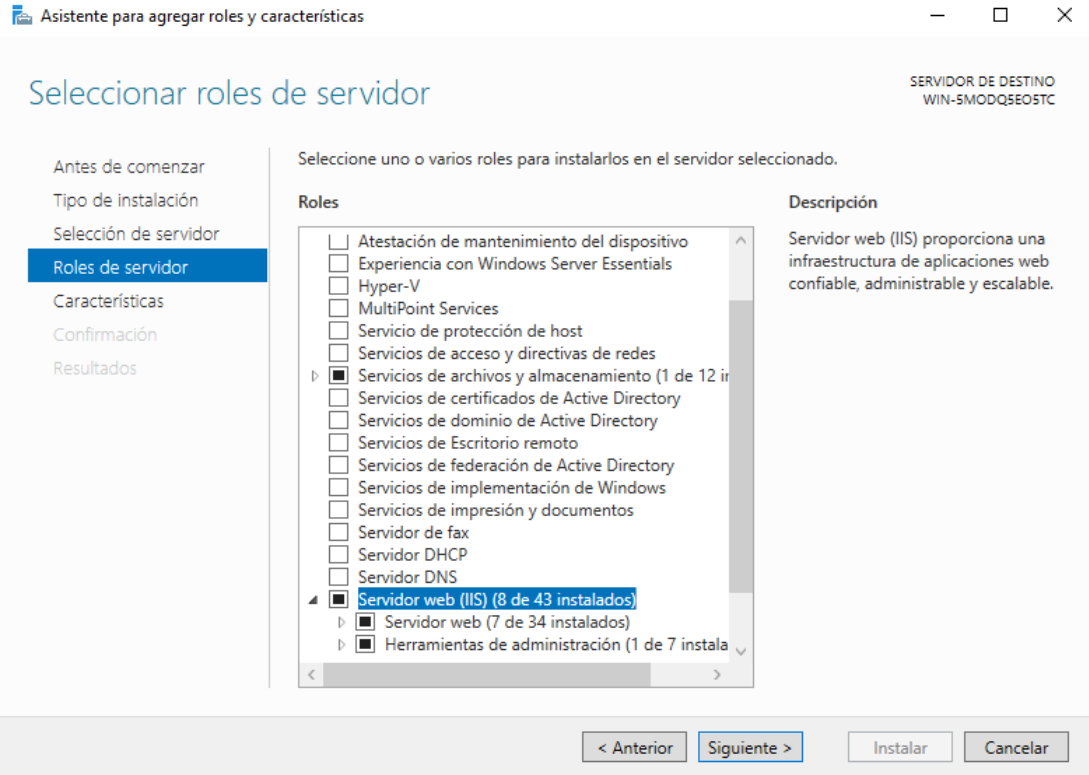 Asistente para agregar roles y características
Seleccionar roles de servidor
SERVIDOR DE DESTINO
WIN-5MODQ5EO5TC
Antes de comenzar
Tipo de instalación
Selección de servidor
Roles de servidor
Características
Confirmación
Resultados
Seleccione uno o varios roles para instalarlos en el servidor seleccionado.
Roles
Atestación de mantenimiento del dispositivo
Experiencia con Windows Server Essentials
Hyper-V
MultiPoint Services
Servicio de protección de host
Servicios de acceso y directivas de redes
Servicios de archivos y almacenamiento (1 de 12 in
Servicios de certificados de Active Directory
Servicios de dominio de Active Directory
Servicios de Escritorio remoto
Servicios de federación de Active Directory
Servicios de implementación de Windows
Servicios de impresión y documentos
Servidor de fax
Servidor DHCP
Servidor DNS
Servidor web (IIS) (8 de 43 instalados)
Servidor web (7 de 34 instalados)
Herramientas de administración (1 de 7 instala
Descripción
Servidor web (IIS) proporciona una
infraestructura de aplicaciones web
confiable, administrable y escalable.
< Anterior
Siguiente >
Instalar
Cancelar